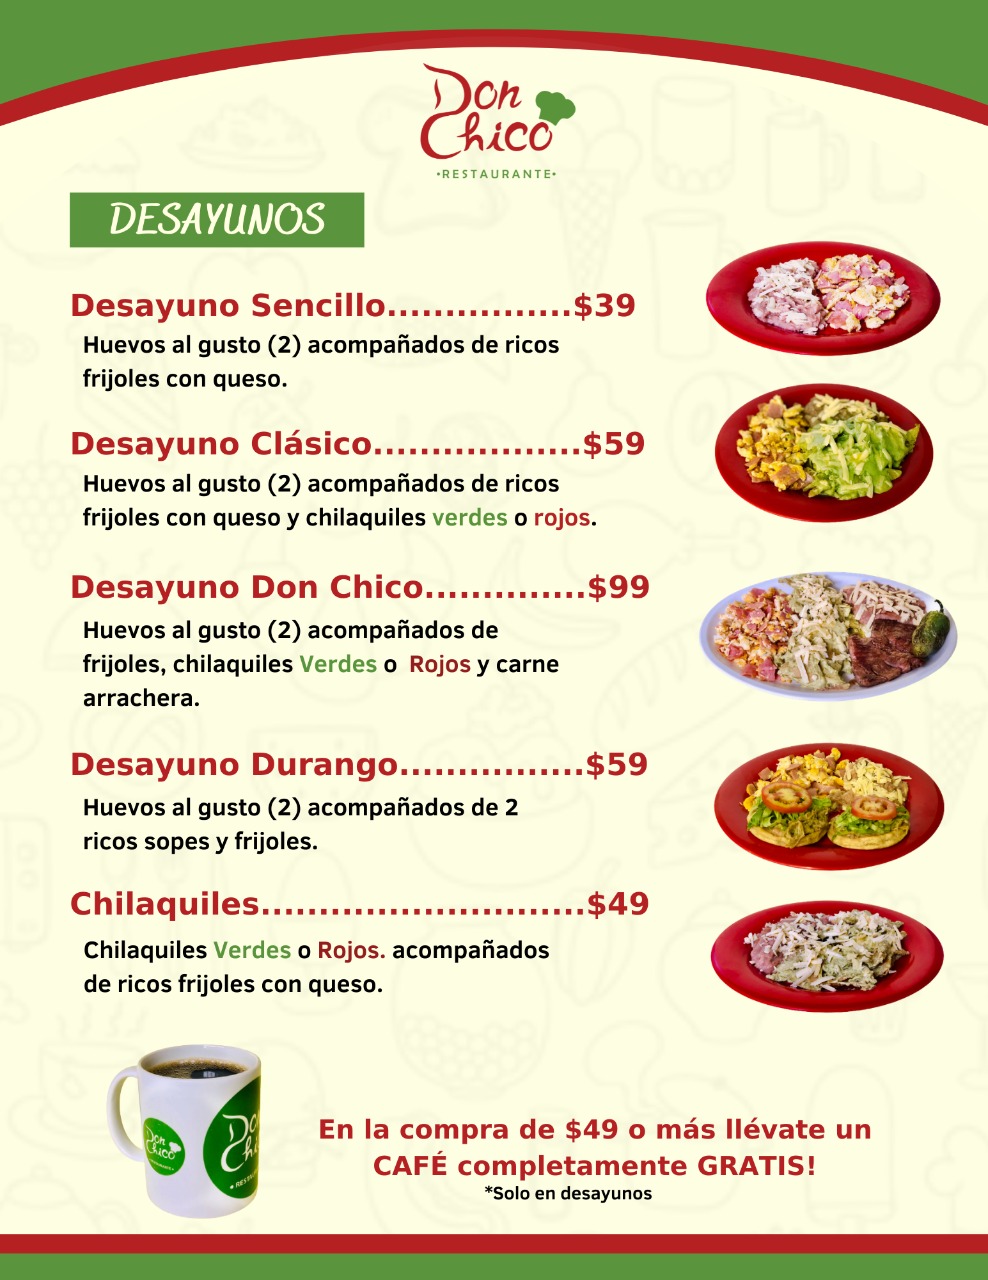 Don
Chico
•RESTAURANTE•
DESAYUNOS
Desayuno Sencillo................$39
Huevos al gusto (2) acompañados de ricos
frijoles con queso.
Desayuno Clásico..................$59
Huevos al gusto (2) acompañados de ricos
frijoles con queso y chilaquiles verdes o rojos.
Desayuno Don Chico..............$99
Huevos al gusto (2) acompañados de
frijoles, chilaquiles Verdes o Rojos y carne
arrachera.
Desayuno Durango................$59
Huevos al gusto (2) acompañados de 2
ricos sopes y frijoles.
Chilaquiles............................$49
Chilaquiles Verdes o Rojos. acompañados
de ricos frijoles con queso.
Don
Chico
En la compra de $49 o más llévate un
CAFÉ completamente GRATIS!
*Solo en desayunos